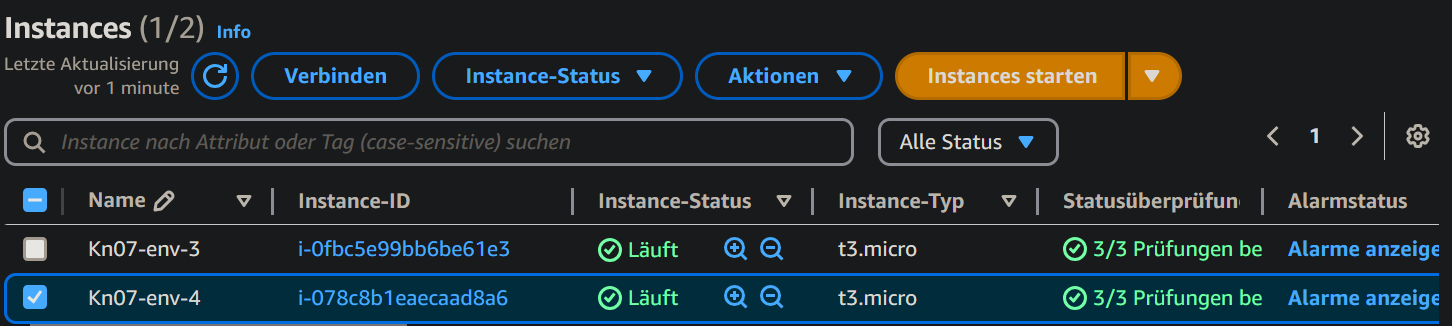 Instances (1/2) Info
Letzte Aktualisierung
vor 1 minute
Verbinden
Instance-Status
Aktionen
Instances starten
Instance nach Attribut oder Tag (case-sensitive) suchen
Alle Status
1
Name Instance-ID Instance-Status Instance-Typ Statusüberprüfun Alarmstatus
Kn07-env-3 i-0fbc5e99bb6be61e3 Läuft t3.micro 3/3 Prüfungen be Alarme anzeige
Kn07-env-4 i-078c8b1eaecaad8a6 Läuft t3.micro 3/3 Prüfungen be Alarme anzeige